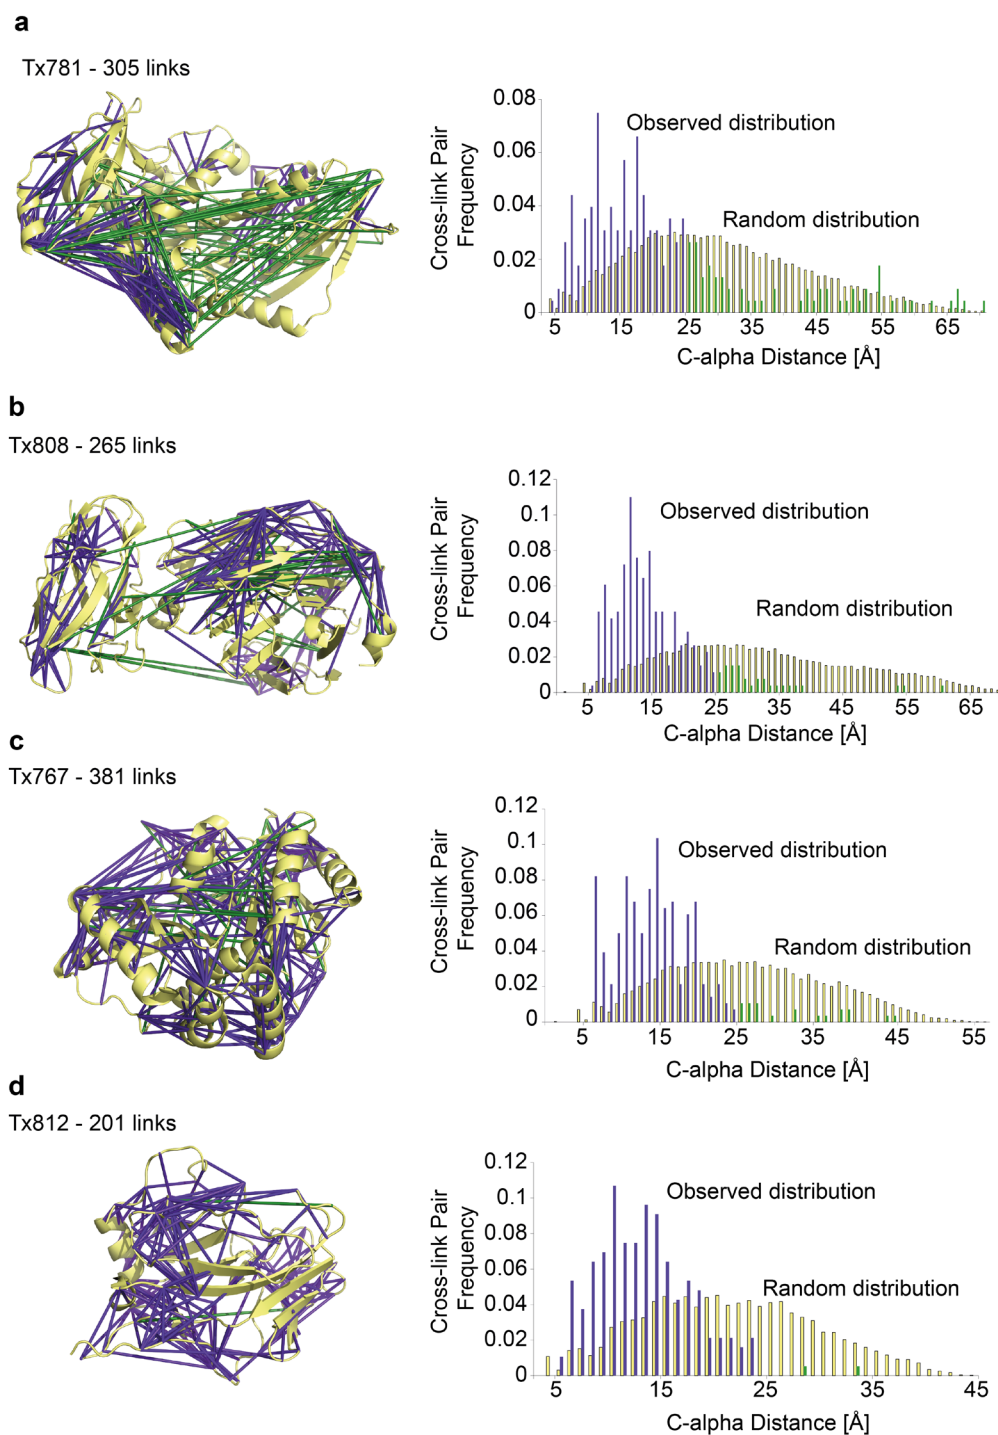 a
Tx781 - 305 links
Cross-link Pair
Frequency
0.08
0.06
0.04
0.02
0
Observed distribution
Random distribution
5 15 25 35 45 55 65
C-alpha Distance [Å]
b
Tx808 - 265 links
Cross-link Pair
Frequency
0.12
0.1
0.08
0.06
0.04
0.02
0
Observed distribution
Random distribution
5 15 25 35 45 55 65
C-alpha Distance [Å]
c
Tx767 - 381 links
Cross-link Pair
Frequency
0.12
0.1
0.08
0.06
0.04
0.02
0
Observed distribution
Random distribution
5 15 25 35 45 55
C-alpha Distance [Å]
d
Tx812 - 201 links
Cross-link Pair
Frequency
0.12
0.1
0.08
0.06
0.04
0.02
0
Observed distribution
Random distribution
5 15 25 35 45
C-alpha Distance [Å]